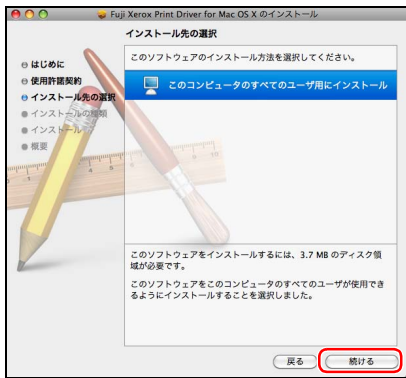 Fuji Xerox Print Driver for Mac OS X のインストール
インストール先の選択
はじめに
使用許諾契約
インストール先の選択
インストールの種類
インストール
概要
このソフトウェアのインストール方法を選択してください。
このコンピュータのすべてのユーザ用にインストール
このソフトウェアをインストールするには、3.7 MB のディスク領
域が必要です。
このソフトウェアをこのコンピュータのすべてのユーザが使用でき
るようにインストールすることを選択しました。
戻る
続ける